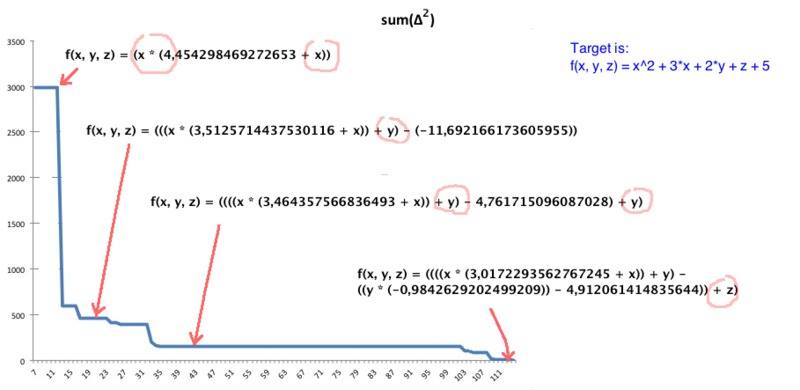 sum(Δ²)
f(x, y, z) = (x * (4,454298469272653 + x))
Target is:
f(x, y, z) = x^2 + 3*x + 2*y + z + 5
f(x, y, z) = (((x * (3,5125714437530116 + x)) + y) - (-11,692166173605955))
f(x, y, z) = ((((x * (3,464357566836493 + x)) + y) - 4,761715096087028) + y)
f(x, y, z) = ((((x * (3,0172293562767245 + x)) + y) -
((y * (-0,9842629202499209)) - 4,912061414835644)) + z)
3500
3000
2500
2000
1500
1000
500
0
7 11 15 19 23 27 31 35 39 43 47 51 55 59 63 67 71 75 79 83 87 91 95 99 103 107 111